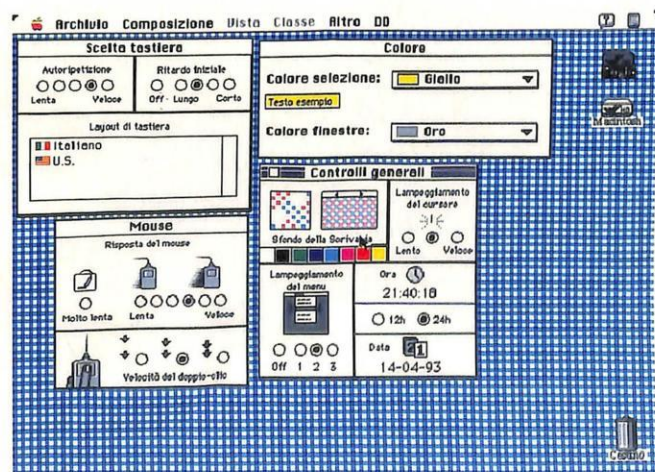 Archivio Composizione Vista Classe Altro DD
Scelta tastiera
Autoripetizione
Ritardo iniziale
Lenta Veloce
Off Lungo Corto
Layout di tastiera
Italiano
U.S.
Colore
Colore selezione: Giallo
Testo esempio
Colore finestre: Oro
Macintosh
Controlli generali
Sfondo della Scrivania
Lampeggiamento
del cursore
Lento Veloce
Lampeggiamento
del menu
Off 1 2 3
Ora
21:40:18
12h 24h
Data 21
14-04-93
Mouse
Risposta del mouse
Molto lenta Lenta Veloce
Velocità del doppio-clic
Cestino